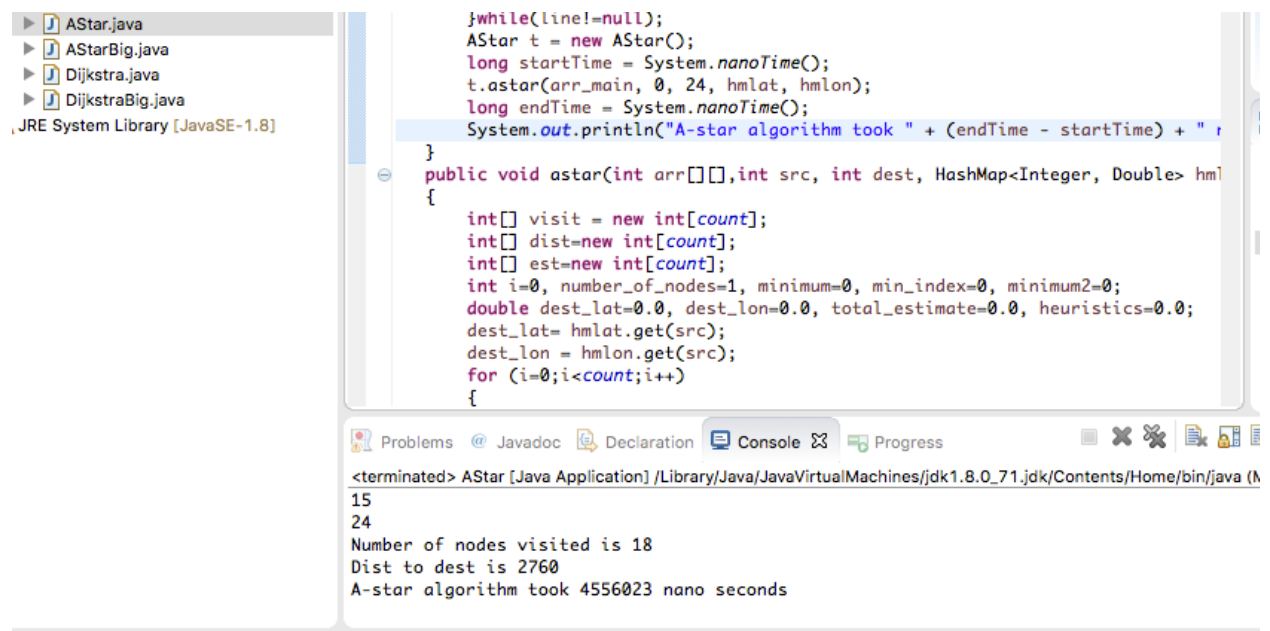 AStar.java
AStarBig.java
Dijkstra.java
DijkstraBig.java
JRE System Library [JavaSE-1.8]
}while(line!=null);
AStar t = new AStar();
long startTime = System.nanoTime();
t.astar(arr_main, 0, 24, hmlat, hmlon);
long endTime = System.nanoTime();
System.out.println("A-star algorithm took " + (endTime - startTime) + "
}
public void astar(int arr[][],int src, int dest, HashMap<Integer, Double>
{
int[] visit = new int[count];
int[] dist=new int[count];
int[] est=new int[count];
int i=0, number_of_nodes=1, minimum=0, min_index=0, minimum2=0;
double dest_lat=0.0, dest_lon=0.0, total_estimate=0.0, heuristics=0.0;
dest_lat= hmlat.get(src);
dest_lon = hmlon.get(src);
for (i=0;i<count;i++)
{
Problems @ Javadoc Declaration Console Progress
<terminated> AStar [Java Application] /Library/Java/JavaVirtualMachines/jdk1.8.0_71.jdk/Contents/Home/bin/java
15
24
Number of nodes visited is 18
Dist to dest is 2760
A-star algorithm took 4556023 nano seconds